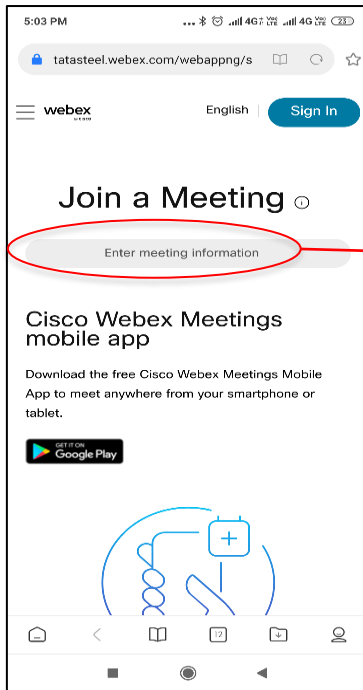 5:03 PM ... 4G 4G 23
tatasteel.webex.com/webappng/s
webex
English Sign In
Join a Meeting
Enter meeting information
Cisco Webex Meetings
mobile app
Download the free Cisco Webex Meetings Mobile
App to meet anywhere from your smartphone or
tablet.
GET IT ON
Google Play
12